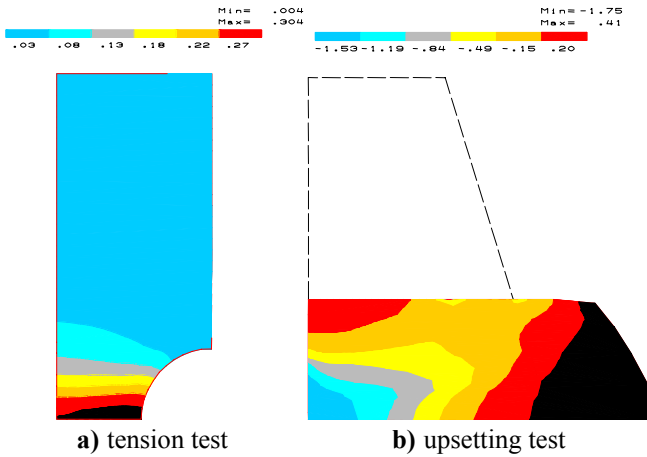 Min= .004
Max= .304
.03 .08 .13 .18 .22 .27
Min=-1.75
Max= .41
-1.53 -1.19 -.84 -.49 -.15 .20
a) tension test
b) upsetting test